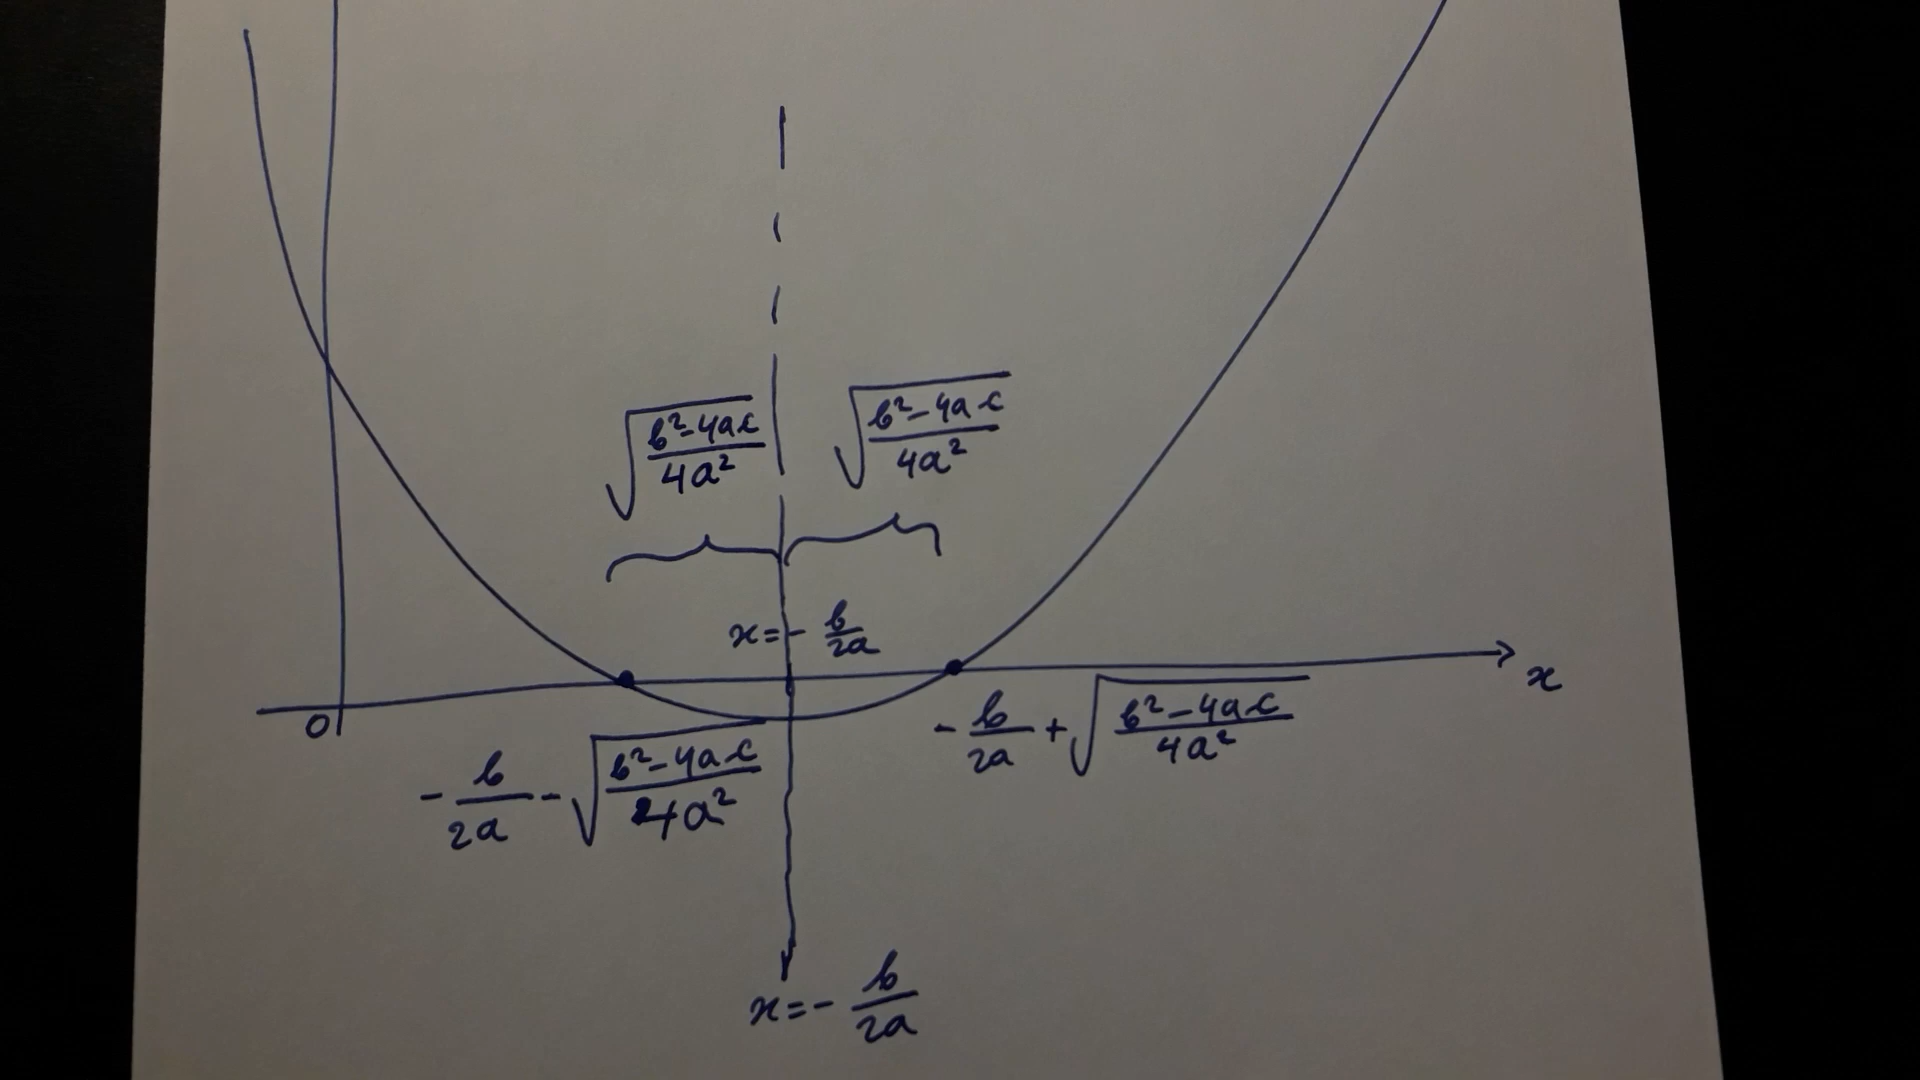 √((b²-4ac)/(4a²)) √((b²-4ac)/(4a²))
x=-b/2a
x
0
-b/2a-√((b²-4ac)/(4a²)) -b/2a+√((b²-4ac)/(4a²))
x=-b/2a